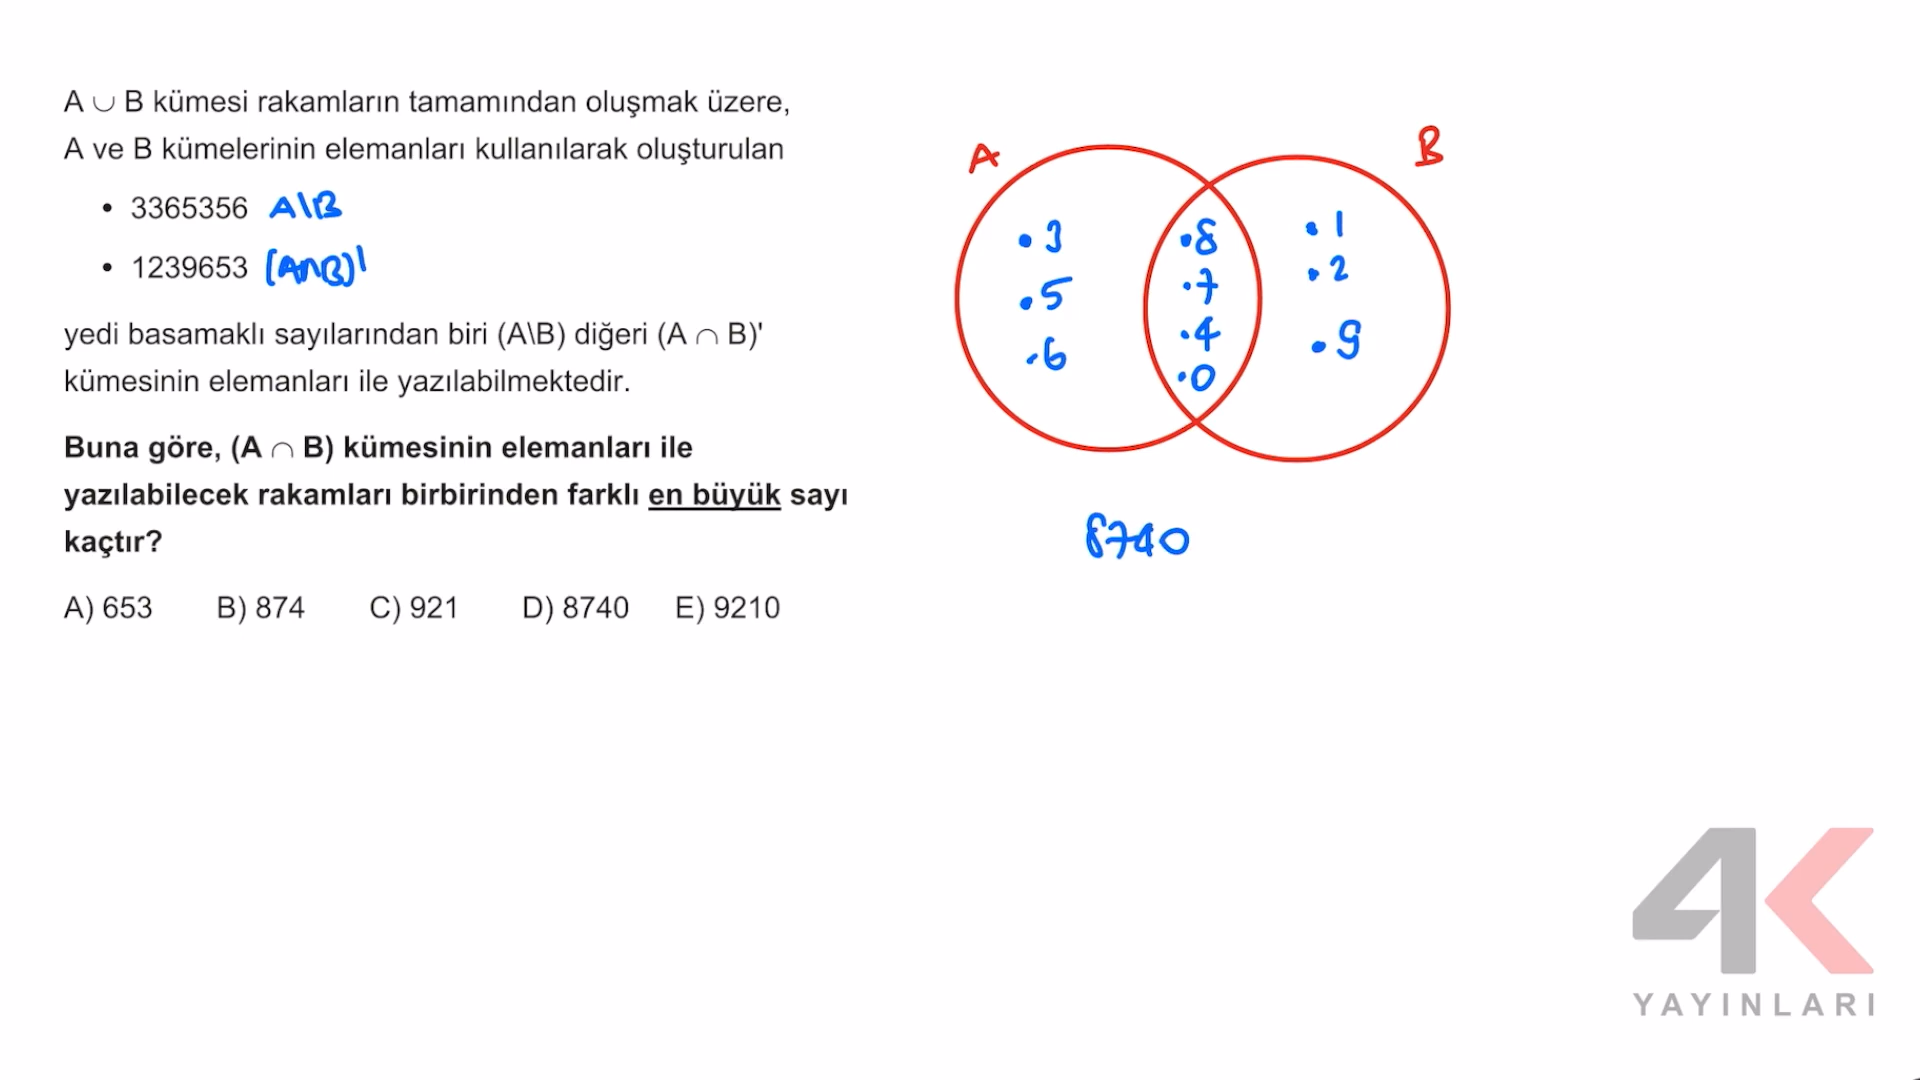 A ∪ B kümesi rakamların tamamından oluşmak üzere,
A ve B kümelerinin elemanları kullanılarak oluşturulan
• 3365356 A\B
• 1239653 (A∩B)'
yedi basamaklı sayılarından biri (A\B) diğeri (A ∩ B)'
kümesinin elemanları ile yazılabilmektedir.
Buna göre, (A ∩ B) kümesinin elemanları ile
yazılabilecek rakamları birbirinden farklı en büyük sayı
kaçtır?
A) 653 B) 874 C) 921 D) 8740 E) 9210
A B
.3 .8 .1
.5 .7 .2
.6 .4 .9
.0
8740
4K
YAYINLARI